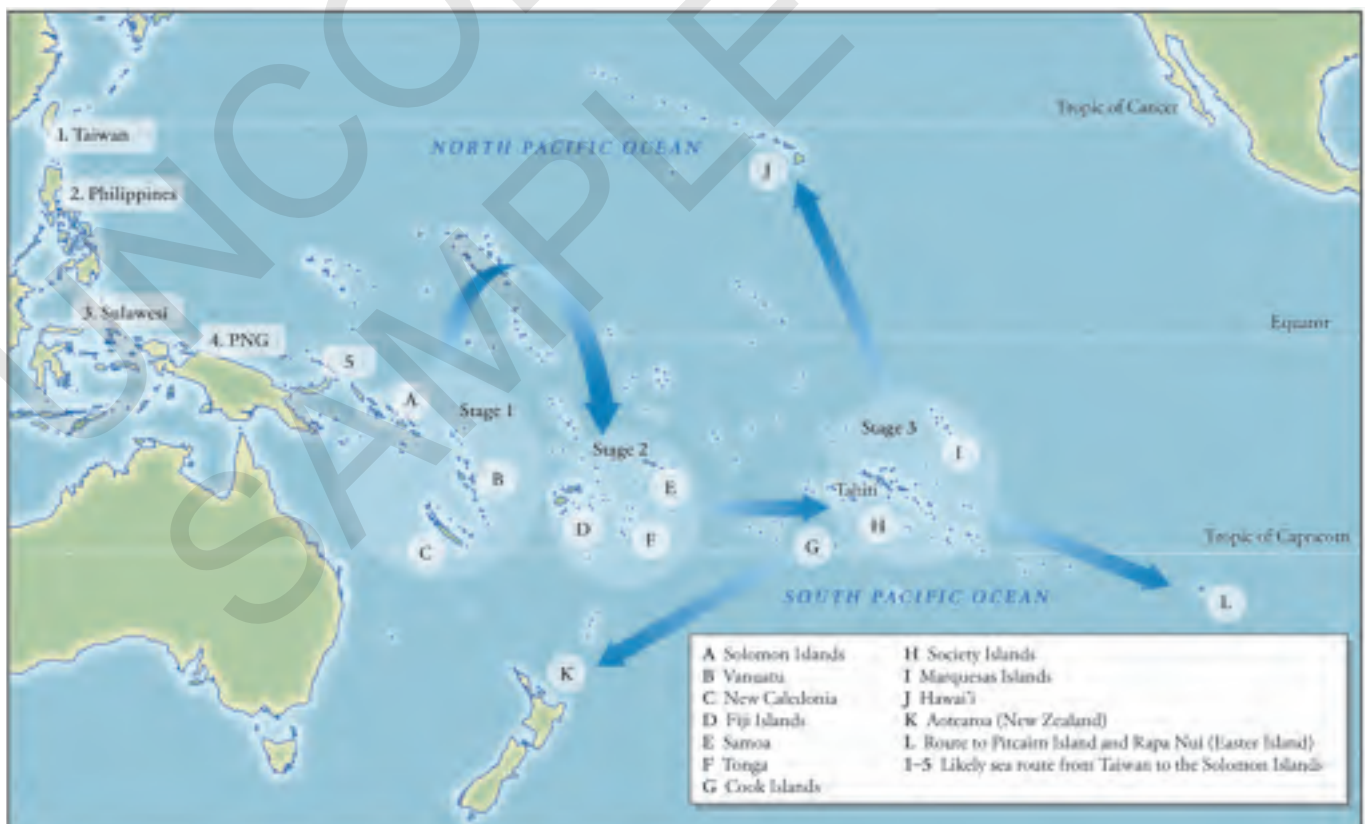 UNCO
SAMPLE
1. Taiwan
2. Philippines
3. Sulawesi
4. PNG
5
NORTH PACIFIC OCEAN
Tropic of Cancer
J
Equator
A
Stage 1
B
C
Stage 2
D
E
F
Stage 3
I
Tahiti
H
G
Tropic of Capricorn
SOUTH PACIFIC OCEAN
L
K
A Solomon Islands
B Vanuatu
C New Caledonia
D Fiji Islands
E Samoa
F Tonga
G Cook Islands
H Society Islands
I Marquesas Islands
J Hawai'i
K Aotearoa (New Zealand)
L Route to Pitcairn Island and Rapa Nui (Easter Island)
1–5 Likely sea route from Taiwan to the Solomon Islands